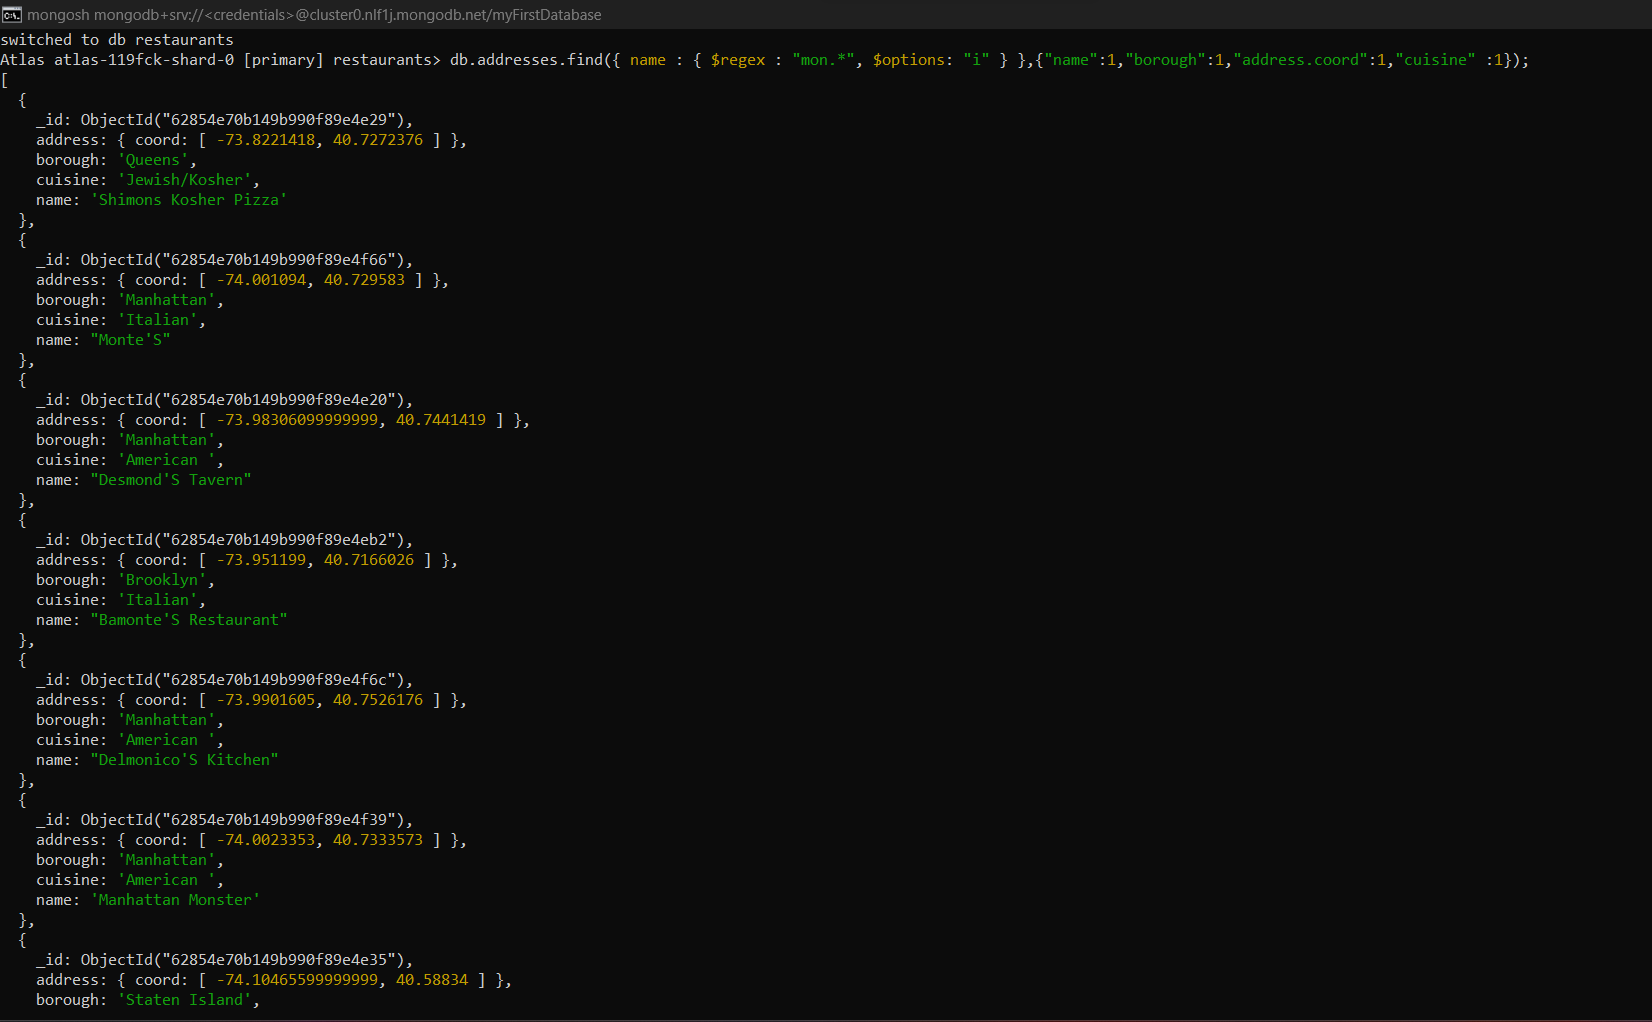 mongosh mongodb+srv://<credentials>@cluster0.nlf1j.mongodb.net/myFirstDatabase
switched to db restaurants
Atlas atlas-119fck-shard-0 [primary] restaurants> db.addresses.find({ name : { $regex : "mon.*", $options: "i" } },{"name":1,"borough":1,"address.coord":1,"cuisine" :1});
[
  {
    _id: ObjectId("62854e70b149b990f89e4e29"),
    address: { coord: [ -73.8221418, 40.7272376 ] },
    borough: 'Queens',
    cuisine: 'Jewish/Kosher',
    name: 'Shimons Kosher Pizza'
  },
  {
    _id: ObjectId("62854e70b149b990f89e4f66"),
    address: { coord: [ -74.001094, 40.729583 ] },
    borough: 'Manhattan',
    cuisine: 'Italian',
    name: "Monte'S"
  },
  {
    _id: ObjectId("62854e70b149b990f89e4e20"),
    address: { coord: [ -73.98306099999999, 40.7441419 ] },
    borough: 'Manhattan',
    cuisine: 'American ',
    name: "Desmond'S Tavern"
  },
  {
    _id: ObjectId("62854e70b149b990f89e4eb2"),
    address: { coord: [ -73.951199, 40.7166026 ] },
    borough: 'Brooklyn',
    cuisine: 'Italian',
    name: "Bamonte'S Restaurant"
  },
  {
    _id: ObjectId("62854e70b149b990f89e4f6c"),
    address: { coord: [ -73.9901605, 40.7526176 ] },
    borough: 'Manhattan',
    cuisine: 'American ',
    name: "Delmonico'S Kitchen"
  },
  {
    _id: ObjectId("62854e70b149b990f89e4f39"),
    address: { coord: [ -74.0023353, 40.7333573 ] },
    borough: 'Manhattan',
    cuisine: 'American ',
    name: 'Manhattan Monster'
  },
  {
    _id: ObjectId("62854e70b149b990f89e4e35"),
    address: { coord: [ -74.10465599999999, 40.58834 ] },
    borough: 'Staten Island',